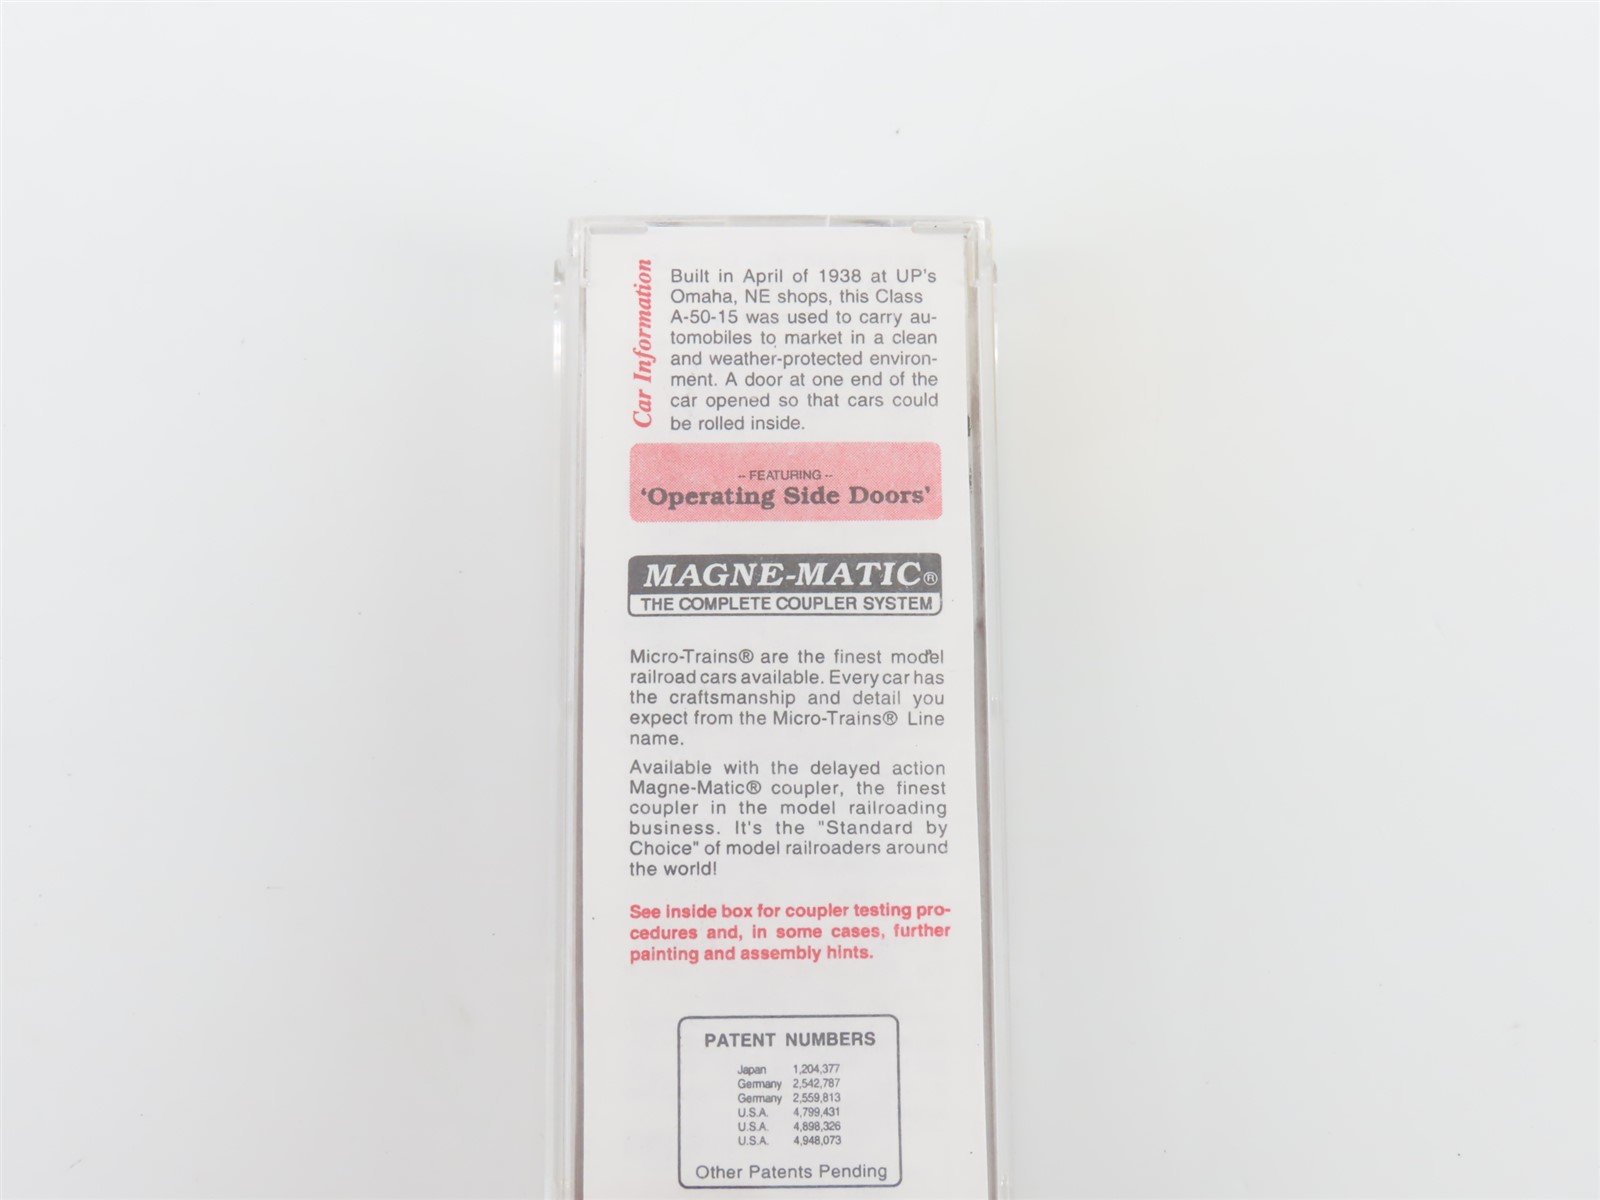 Car Information
Built in April of 1938 at UP's
Omaha, NE shops, this Class
A-50-15 was used to carry au-
tomobiles to market in a clean
and weather-protected environ-
ment. A door at one end of the
car opened so that cars could
be rolled inside.
-- FEATURING --
'Operating Side Doors'
MAGNE-MATIC®
THE COMPLETE COUPLER SYSTEM
Micro-Trains® are the finest model
railroad cars available. Every car has
the craftsmanship and detail you
expect from the Micro-Trains® Line
name.
Available with the delayed action
Magne-Matic® coupler, the finest
coupler in the model railroading
business. It's the "Standard by
Choice" of model railroaders around
the world!
See inside box for coupler testing pro-
cedures and, in some cases, further
painting and assembly hints.
PATENT NUMBERS
Japan 1,204,377
Germany 2,542,787
Germany 2,559,813
U.S.A. 4,799,431
U.S.A. 4,898,326
U.S.A. 4,948,073
Other Patents Pending